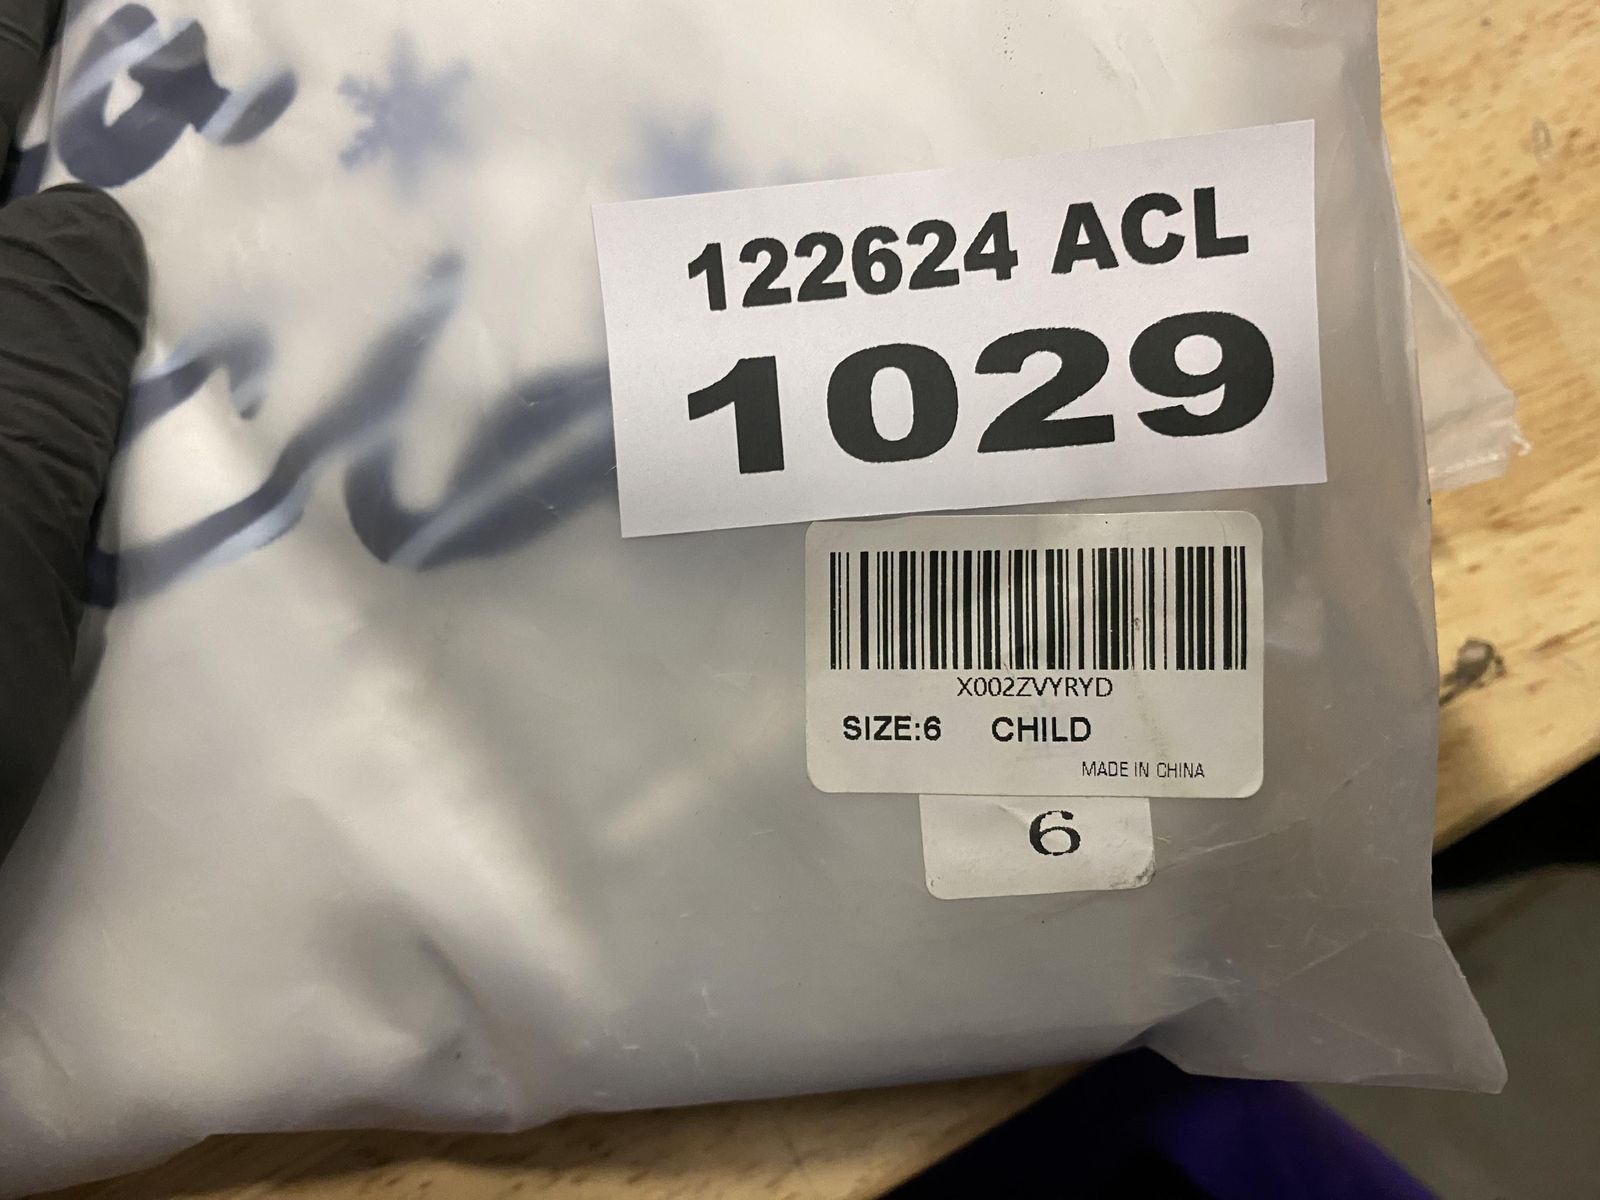 122624 ACL
1029
X002ZVYRYD
SIZE:6 CHILD
MADE IN CHINA
6